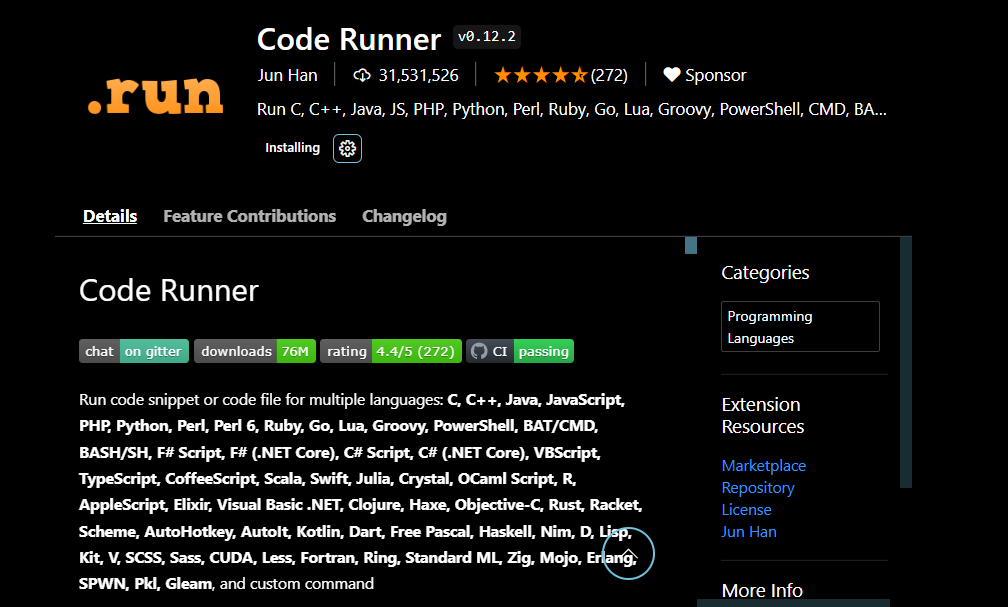 Code Runner v0.12.2
.run
Jun Han 31,531,526 (272) Sponsor
Run C, C++, Java, JS, PHP, Python, Perl, Ruby, Go, Lua, Groovy, PowerShell, CMD, BA...
Installing
Details Feature Contributions Changelog
Code Runner
chat on gitter downloads 76M rating 4.4/5 (272) CI passing
Run code snippet or code file for multiple languages: C, C++, Java, JavaScript,
PHP, Python, Perl, Perl 6, Ruby, Go, Lua, Groovy, PowerShell, BAT/CMD,
BASH/SH, F# Script, F# (.NET Core), C# Script, C# (.NET Core), VBScript,
TypeScript, CoffeeScript, Scala, Swift, Julia, Crystal, OCaml Script, R,
AppleScript, Elixir, Visual Basic .NET, Clojure, Haxe, Objective-C, Rust, Racket,
Scheme, AutoHotkey, AutoIt, Kotlin, Dart, Free Pascal, Haskell, Nim, D, Lisp,
Kit, V, SCSS, Sass, CUDA, Less, Fortran, Ring, Standard ML, Zig, Mojo, Erlang,
SPWN, Pkl, Gleam, and custom command
Categories
Programming
Languages
Extension
Resources
Marketplace
Repository
License
Jun Han
More Info